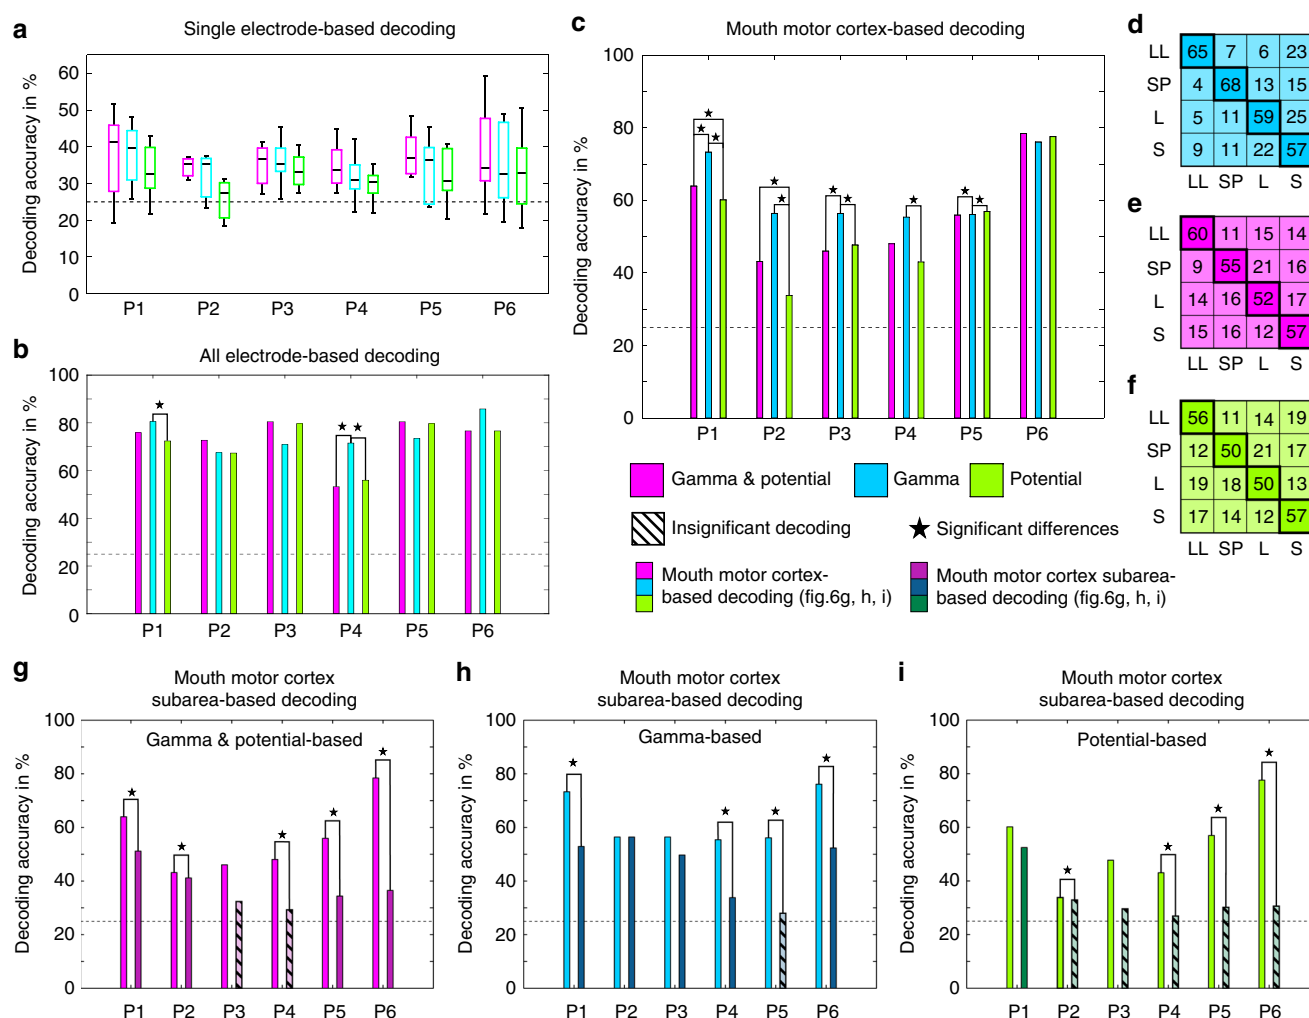 a
Single electrode-based decoding
Decoding accuracy in %
60
50
40
30
20
10
0
P1 P2 P3 P4 P5 P6
b
All electrode-based decoding
Decoding accuracy in %
100
80
60
40
20
0
P1 P2 P3 P4 P5 P6
c
Mouth motor cortex-based decoding
Decoding accuracy in %
100
80
60
40
20
0
P1 P2 P3 P4 P5 P6
Gamma & potential Gamma Potential
Insignificant decoding ★ Significant differences
Mouth motor cortex-
based decoding (fig.6g, h, i)
Mouth motor cortex subarea-
based decoding (fig.6g, h, i)
d
LL 65 7 6 23
SP 4 68 13 15
L 5 11 59 25
S 9 11 22 57
LL SP L S
e
LL 60 11 15 14
SP 9 55 21 16
L 14 16 52 17
S 15 16 12 57
LL SP L S
f
LL 56 11 14 19
SP 12 50 21 17
L 19 18 50 13
S 17 14 12 57
LL SP L S
g
Mouth motor cortex
subarea-based decoding
Gamma & potential-based
Decoding accuracy in %
100
80
60
40
20
0
P1 P2 P3 P4 P5 P6
h
Mouth motor cortex
subarea-based decoding
Gamma-based
Decoding accuracy in %
100
80
60
40
20
0
P1 P2 P3 P4 P5 P6
i
Mouth motor cortex
subarea-based decoding
Potential-based
Decoding accuracy in %
100
80
60
40
20
0
P1 P2 P3 P4 P5 P6